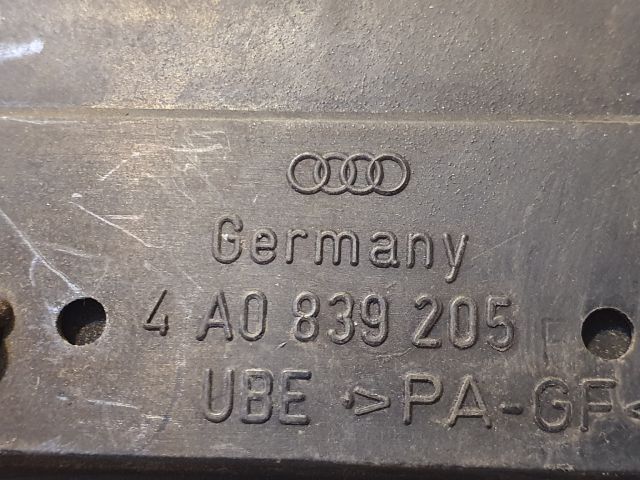 Germany
4 A0 839 205 F
UBE >PA-GF<